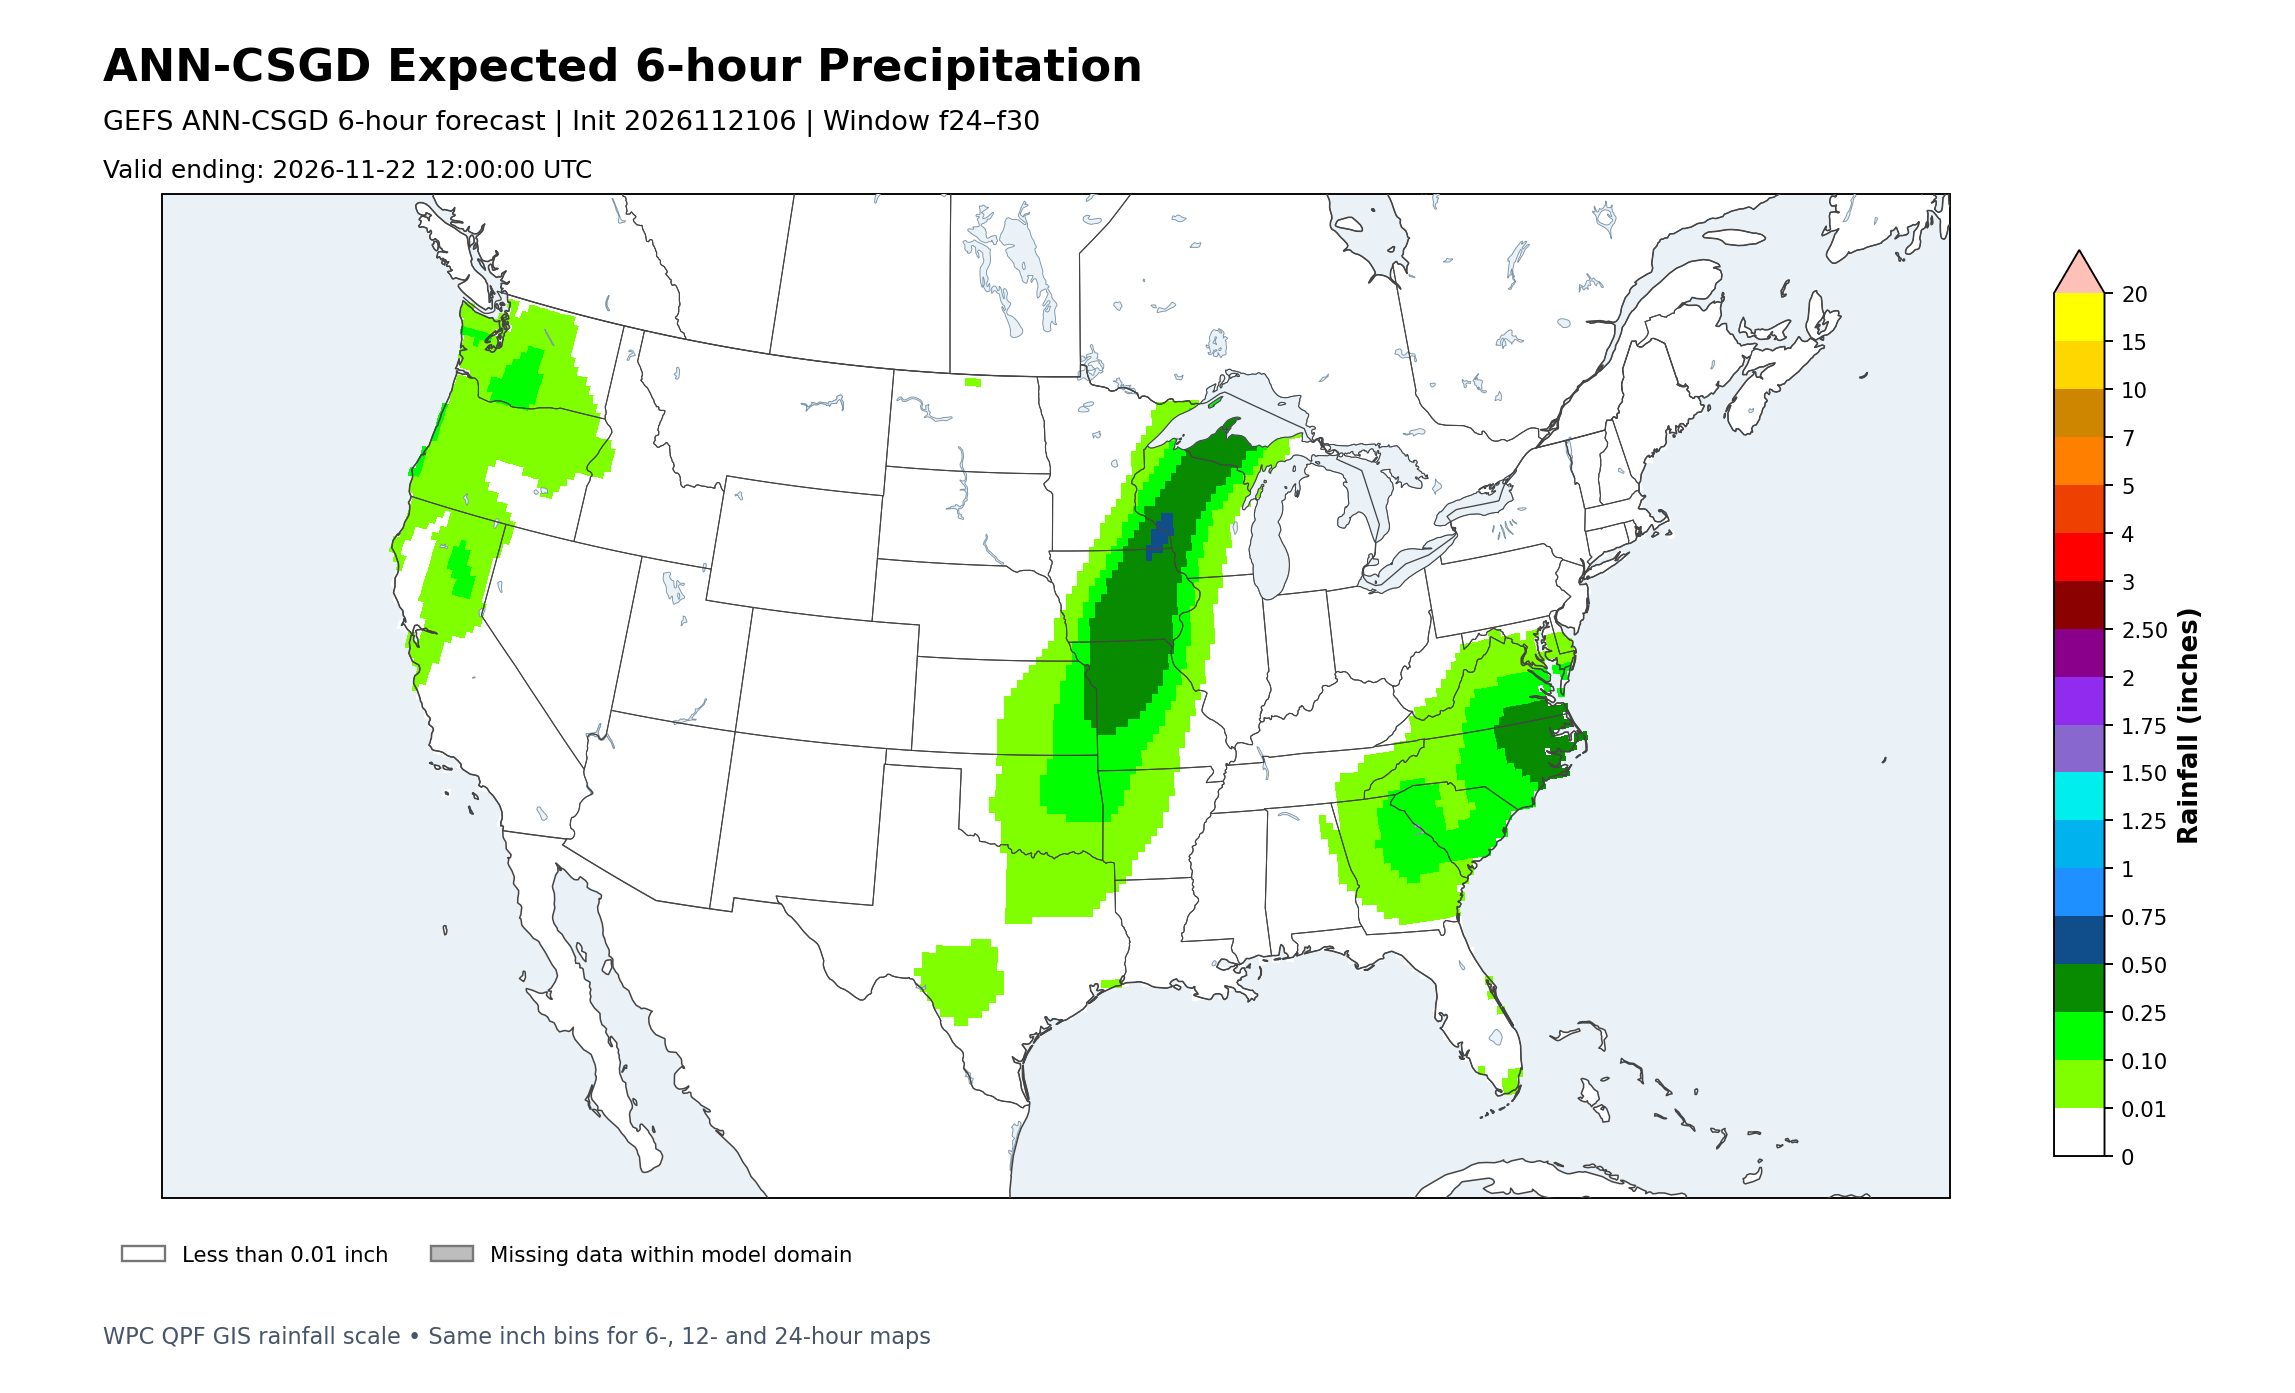 ANN-CSGD Expected 6-hour Precipitation
GEFS ANN-CSGD 6-hour forecast | Init 2026112106 | Window f24–f30
Valid ending: 2026-11-22 12:00:00 UTC
20
15
10
7
5
4
3
2.50
2
1.75
1.50
1.25
1
0.75
0.50
0.25
0.10
0.01
0
Rainfall (inches)
Less than 0.01 inch
Missing data within model domain
WPC QPF GIS rainfall scale • Same inch bins for 6-, 12- and 24-hour maps